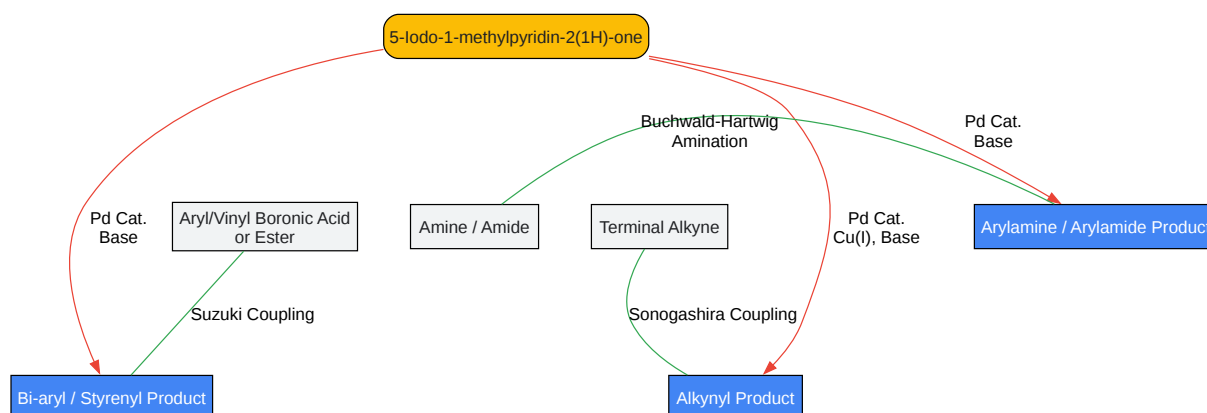 5-Iodo-1-methylpyridin-2(1H)-one
Buchwald-Hartwig
Amination
Pd Cat.
Base
Pd Cat.
Base
Aryl/Vinyl Boronic Acid
or Ester
Amine / Amide
Terminal Alkyne
Pd Cat.
Cu(I), Base
Arylamine / Arylamide Product
Suzuki Coupling
Sonogashira Coupling
Bi-aryl / Styrenyl Product
Alkynyl Product